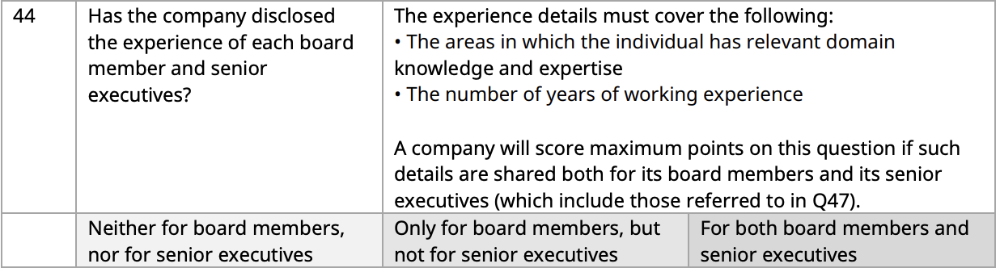 44
Has the company disclosed
the experience of each board
member and senior
executives?
The experience details must cover the following:
• The areas in which the individual has relevant domain
knowledge and expertise
• The number of years of working experience
A company will score maximum points on this question if such
details are shared both for its board members and its senior
executives (which include those referred to in Q47).
Neither for board members,
nor for senior executives
Only for board members, but
not for senior executives
For both board members and
senior executives